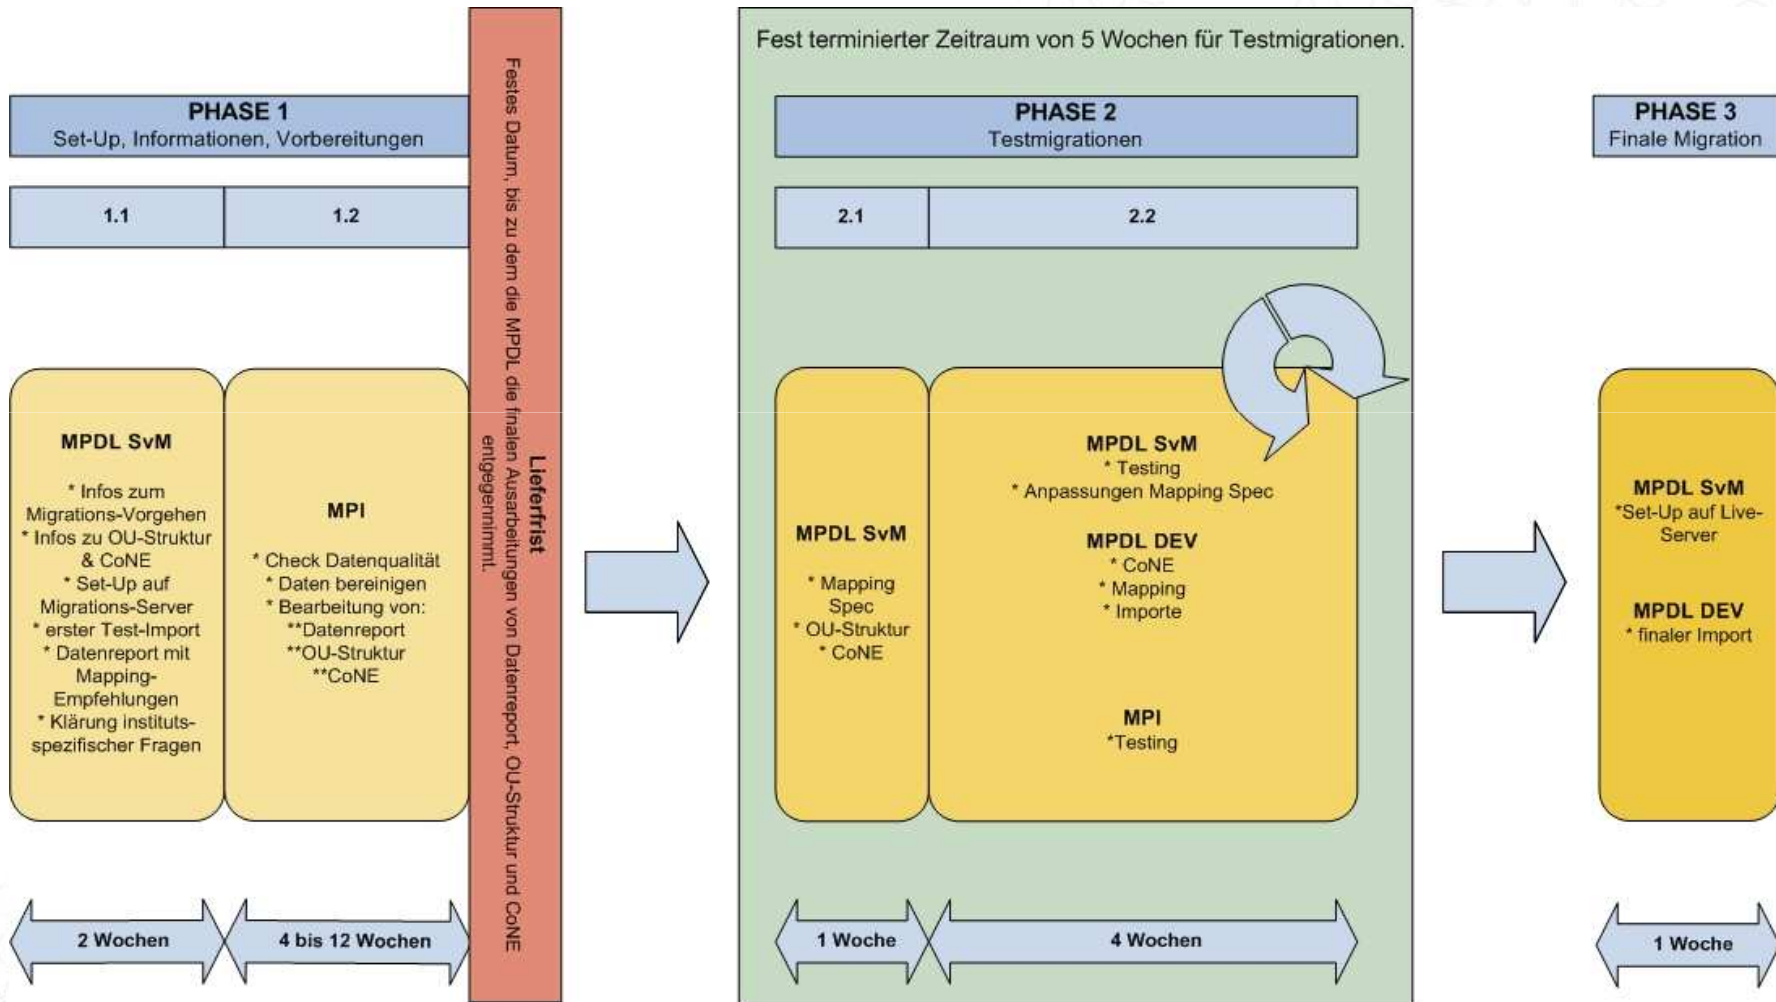 PHASE 1
Set-Up, Informationen, Vorbereitungen
1.1
1.2
MPDL SvM
* Infos zum
Migrations-Vorgehen
* Infos zu OU-Struktur
& CoNE
* Set-Up auf
Migrations-Server
* erster Test-Import
* Datenreport mit
Mapping-
Empfehlungen
* Klärung instituts-
spezifischer Fragen
MPI
* Check Datenqualität
* Daten bereinigen
* Bearbeitung von:
**Datenreport
**OU-Struktur
**CoNE
2 Wochen
4 bis 12 Wochen
Lieferfrist
Festes Datum, bis zu dem die MPDL die finalen Ausarbeitungen von Datenreport, OU-Struktur und CoNE
entgegennimmt.
Fest terminierter Zeitraum von 5 Wochen für Testmigrationen.
PHASE 2
Testmigrationen
2.1
2.2
MPDL SvM
* Mapping
Spec
* OU-Struktur
* CoNE
MPDL SvM
* Testing
* Anpassungen Mapping Spec
MPDL DEV
* CoNE
* Mapping
* Importe
MPI
*Testing
1 Woche
4 Wochen
PHASE 3
Finale Migration
MPDL SvM
*Set-Up auf Live-
Server
MPDL DEV
* finaler Import
1 Woche